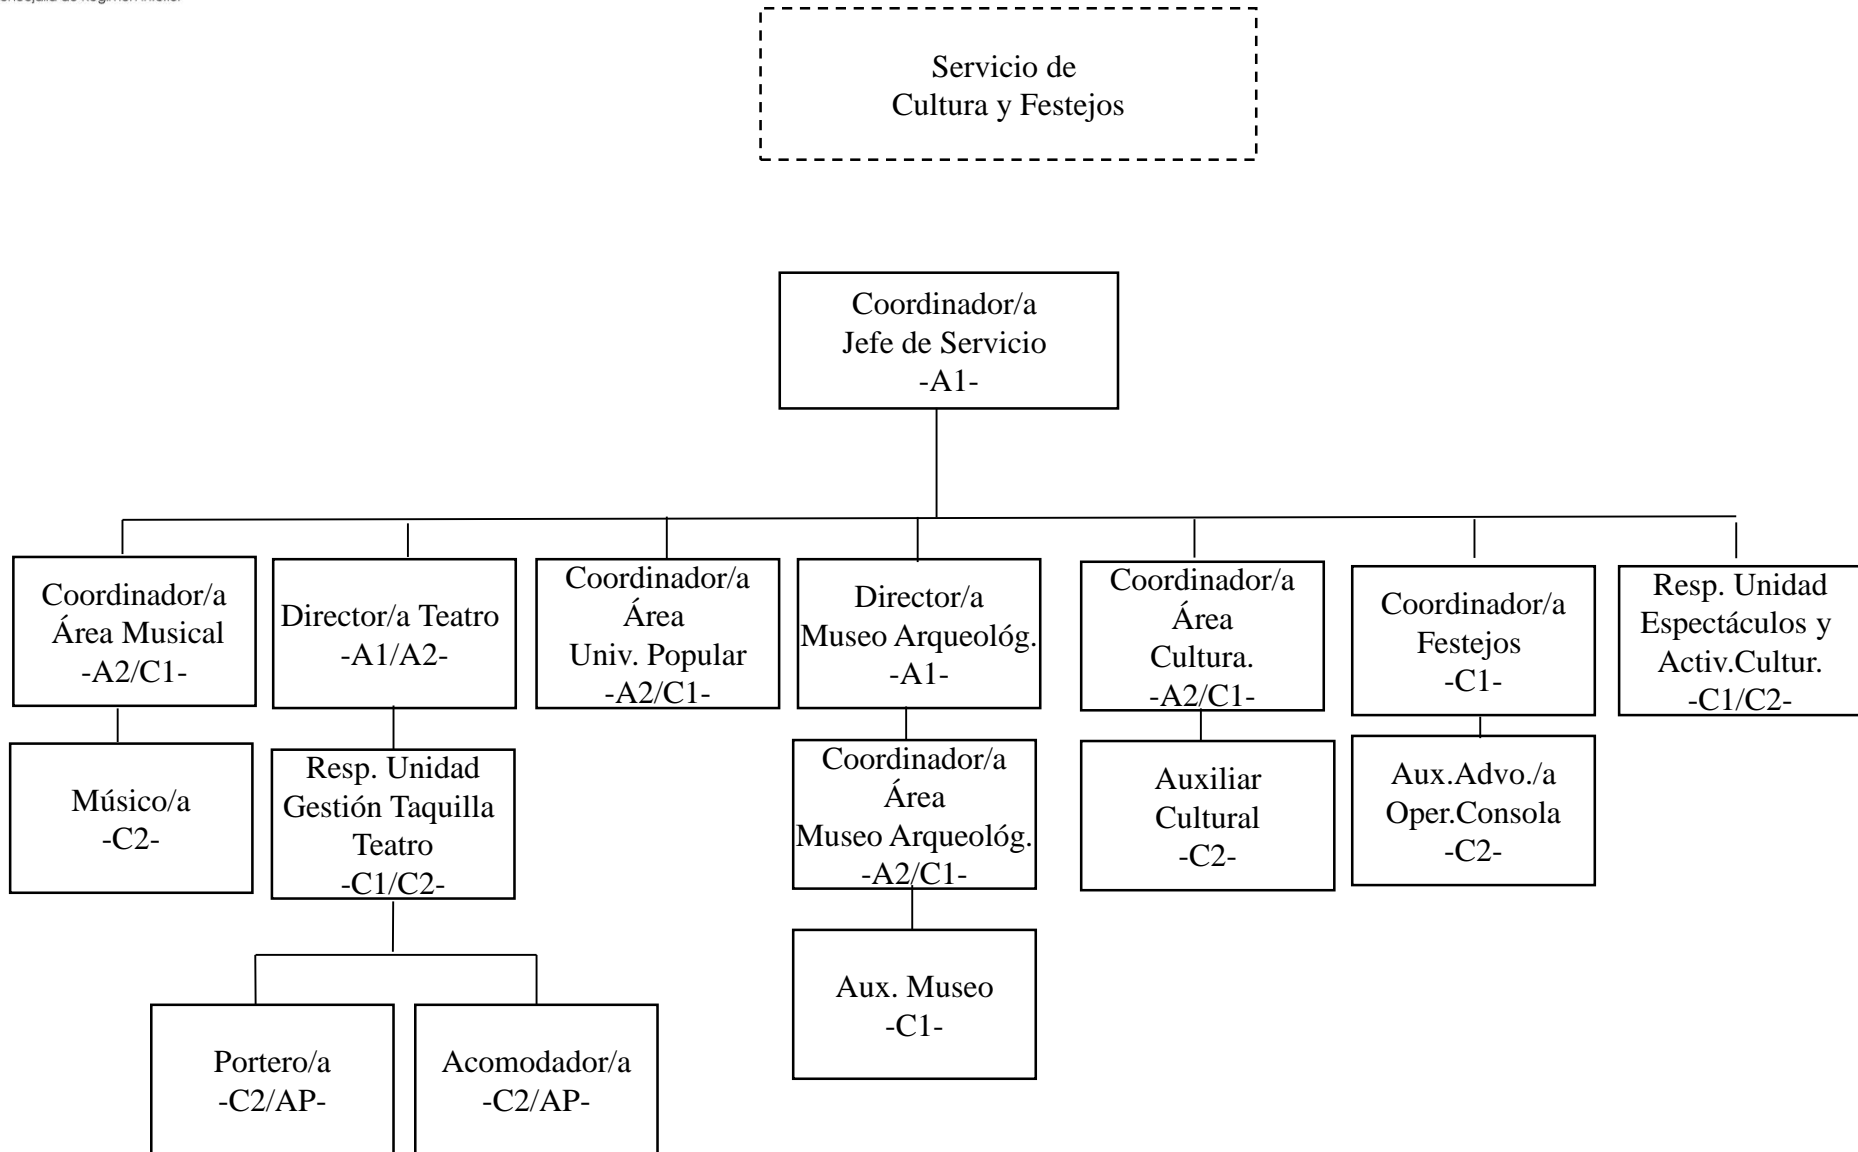 Servicio de
Cultura y Festejos
Coordinador/a
Jefe de Servicio
-A1-
Coordinador/a
Área Musical
-A2/C1-
Director/a Teatro
-A1/A2-
Coordinador/a
Área
Univ. Popular
-A2/C1-
Director/a
Museo Arqueológ.
-A1-
Coordinador/a
Área
Cultura.
-A2/C1-
Coordinador/a
Festejos
-C1-
Resp. Unidad
Espectáculos y
Activ.Cultur.
-C1/C2-
Músico/a
-C2-
Resp. Unidad
Gestión Taquilla
Teatro
-C1/C2-
Coordinador/a
Área
Museo Arqueológ.
-A2/C1-
Auxiliar
Cultural
-C2-
Aux.Advo./a
Oper.Consola
-C2-
Portero/a
-C2/AP-
Acomodador/a
-C2/AP-
Aux. Museo
-C1-